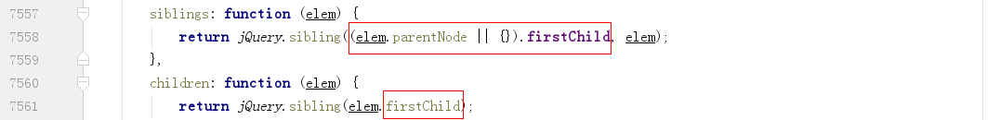 7557 siblings: function (elem) {
7558 return jQuery.sibling((elem.parentNode || {}).firstChild, elem);
7559 },
7560 children: function (elem) {
7561 return jQuery.sibling(elem.firstChild);